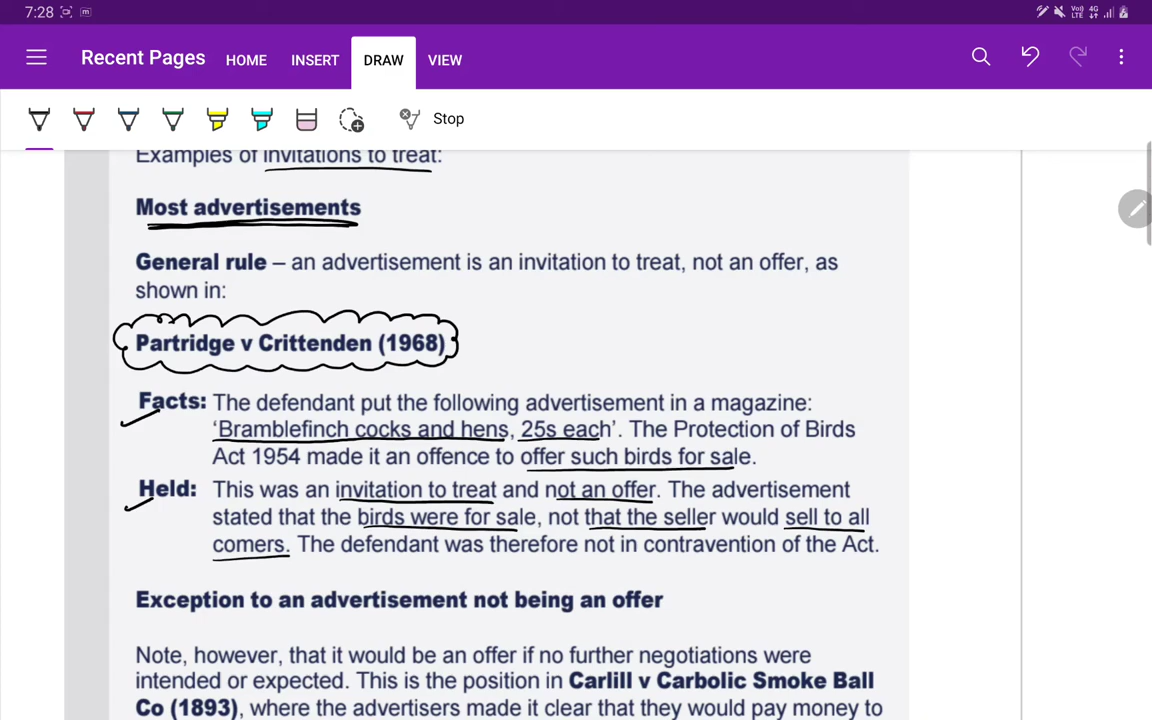 7:28 m VoD LTE 4G
Recent Pages HOME INSERT DRAW VIEW
Stop
Examples of invitations to treat:
Most advertisements
General rule – an advertisement is an invitation to treat, not an offer, as
shown in:
Partridge v Crittenden (1968)
Facts: The defendant put the following advertisement in a magazine:
‘Bramblefinch cocks and hens, 25s each’. The Protection of Birds
Act 1954 made it an offence to offer such birds for sale.
Held: This was an invitation to treat and not an offer. The advertisement
stated that the birds were for sale, not that the seller would sell to all
comers. The defendant was therefore not in contravention of the Act.
Exception to an advertisement not being an offer
Note, however, that it would be an offer if no further negotiations were
intended or expected. This is the position in Carlill v Carbolic Smoke Ball
Co (1893), where the advertisers made it clear that they would pay money to